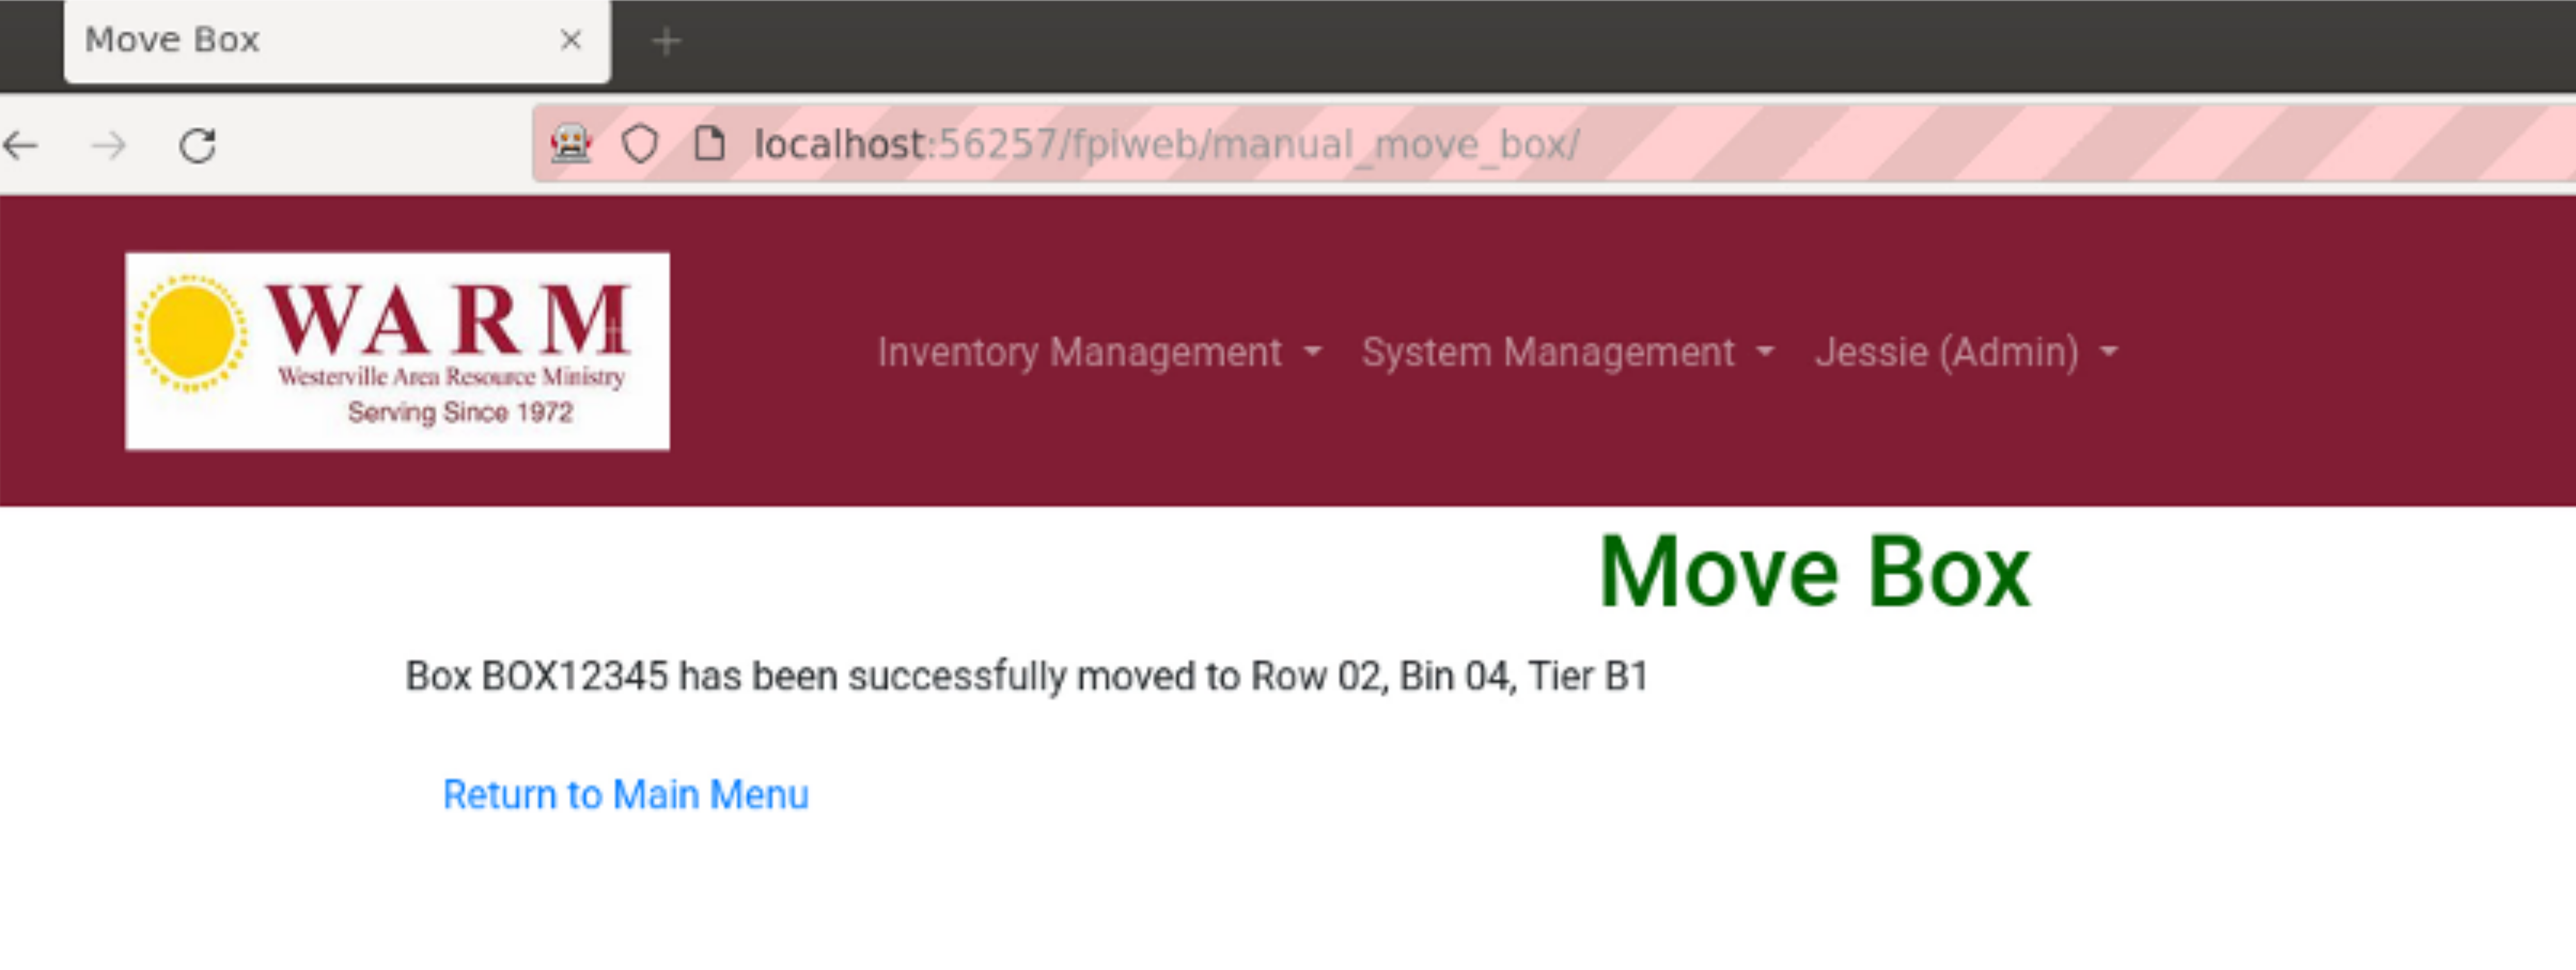 Move Box
localhost:56257/fpiweb/manual_move_box/
WARM
Westerville Area Resource Ministry
Serving Since 1972
Inventory Management System Management Jessie (Admin)
Move Box
Box BOX12345 has been successfully moved to Row 02, Bin 04, Tier B1
Return to Main Menu